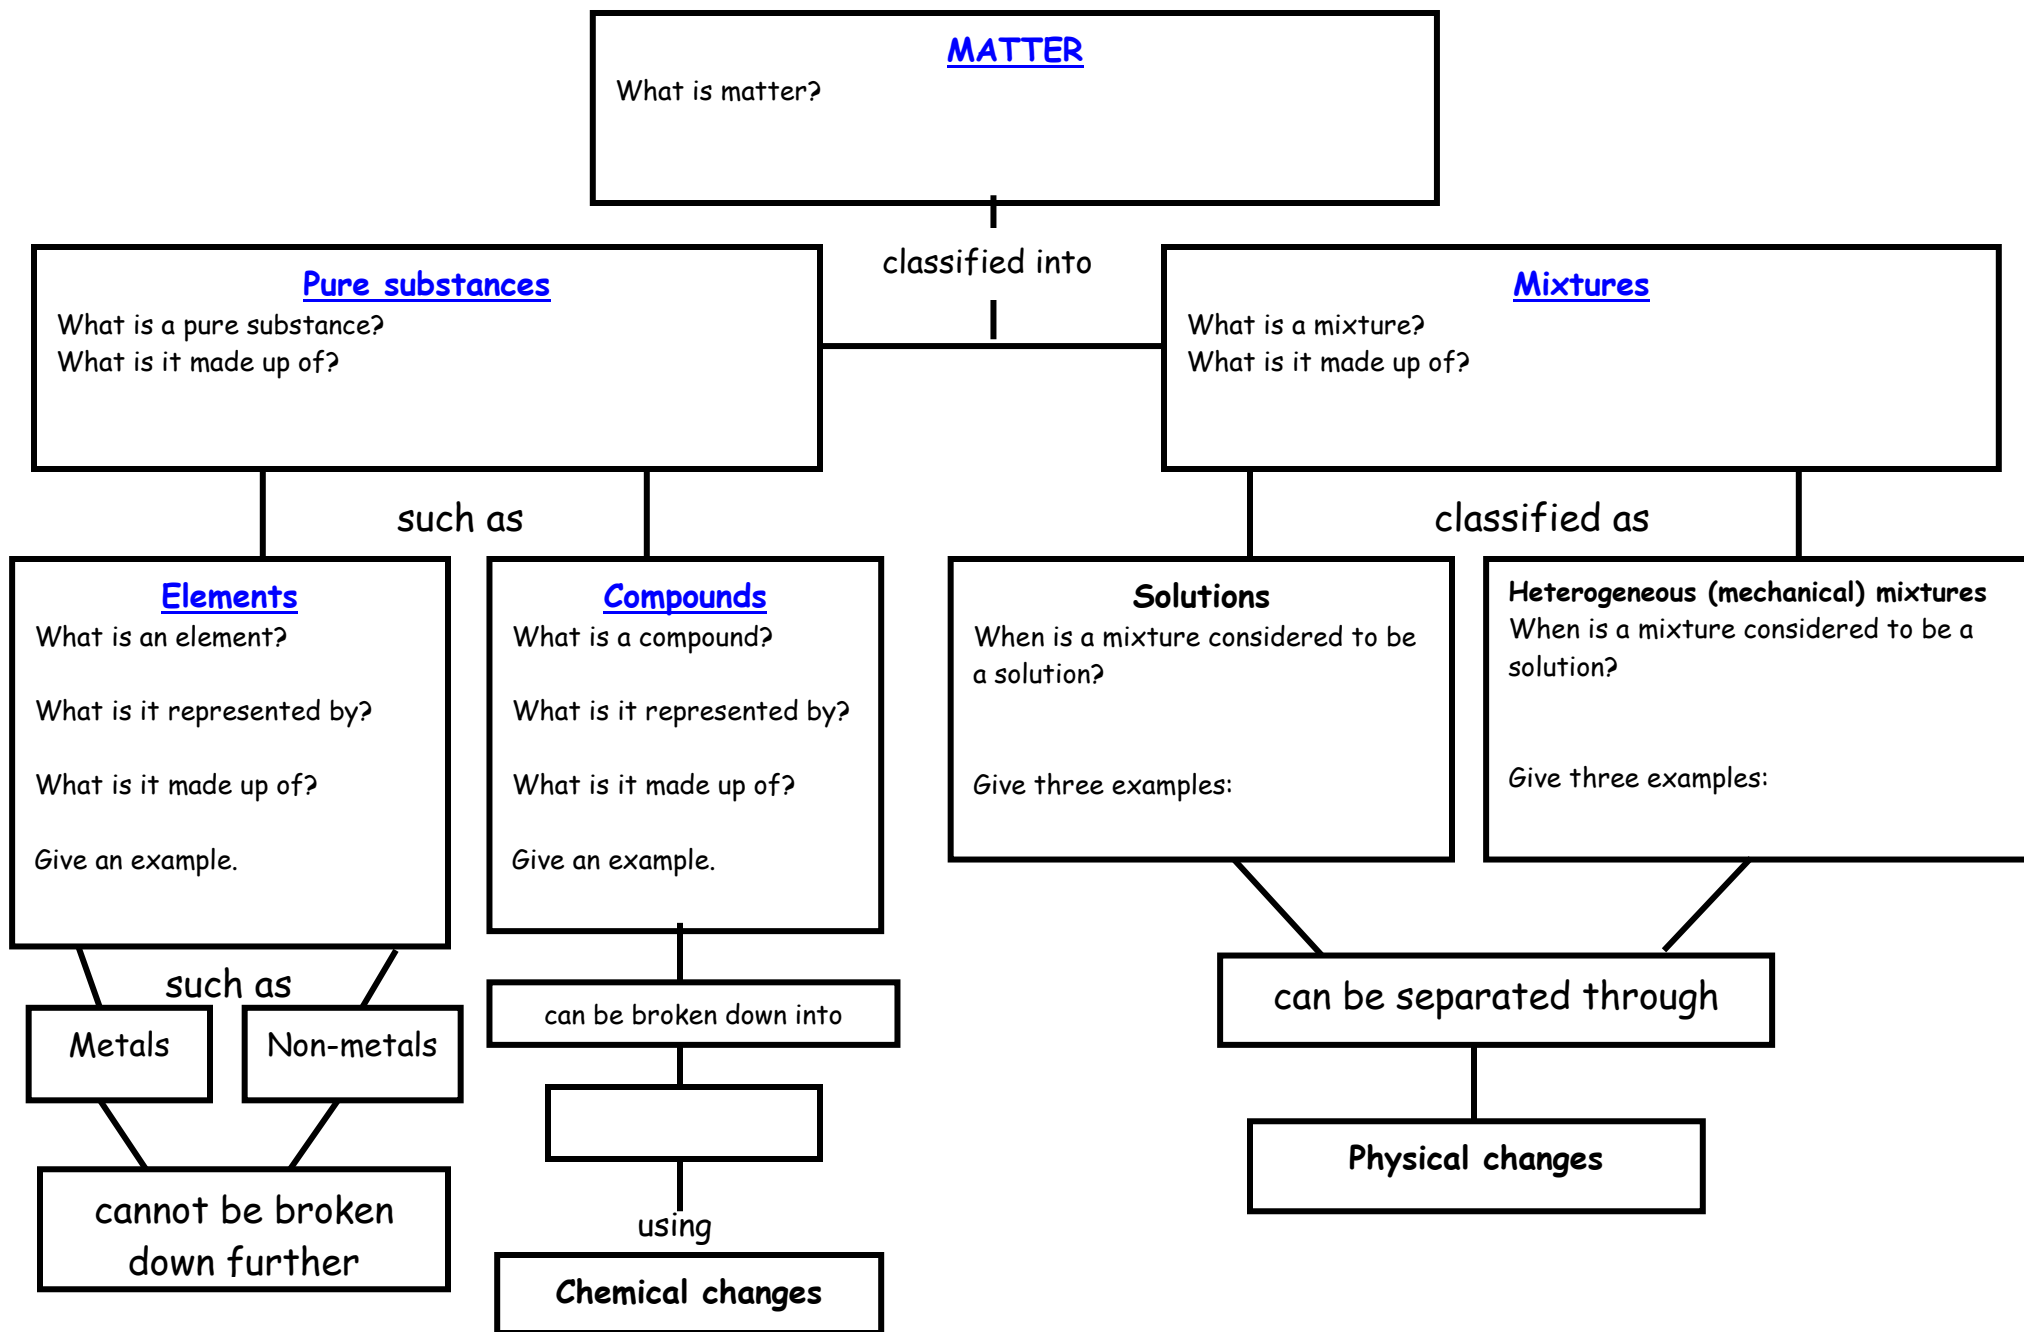 MATTER
What is matter?
classified into
Pure substances
What is a pure substance?
What is it made up of?
Mixtures
What is a mixture?
What is it made up of?
such as
classified as
Elements
What is an element?
What is it represented by?
What is it made up of?
Give an example.
Compounds
What is a compound?
What is it represented by?
What is it made up of?
Give an example.
Solutions
When is a mixture considered to be
a solution?
Give three examples:
Heterogeneous (mechanical) mixtures
When is a mixture considered to be a
solution?
Give three examples:
such as
Metals
Non-metals
cannot be broken
down further
can be broken down into
using
Chemical changes
can be separated through
Physical changes